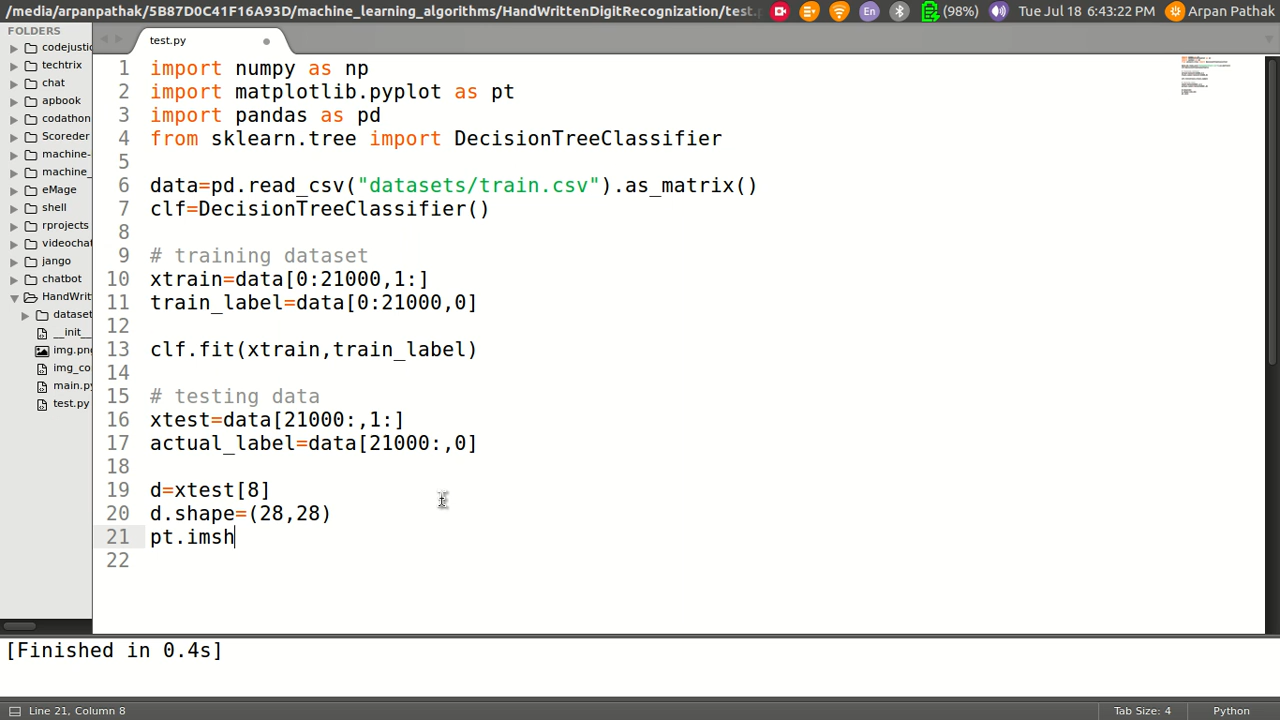 /media/arpanpathak/5B87D0C41F16A93D/machine_learning_algorithms/HandWrittenDigitRecognization/test.p
En
(98%)
Tue Jul 18 6:43:22 PM
Arpan Pathak
FOLDERS
codejustic
techtrix
chat
apbook
codathon
Scoreder
machine-
machine_
eMage
shell
rprojects
videochat
jango
chatbot
HandWrit
dataset
__init__
img.png
img_co
main.py
test.py
test.py
1 import numpy as np
2 import matplotlib.pyplot as pt
3 import pandas as pd
4 from sklearn.tree import DecisionTreeClassifier
5
6 data=pd.read_csv("datasets/train.csv").as_matrix()
7 clf=DecisionTreeClassifier()
8
9 # training dataset
10 xtrain=data[0:21000,1:]
11 train_label=data[0:21000,0]
12
13 clf.fit(xtrain,train_label)
14
15 # testing data
16 xtest=data[21000:,1:]
17 actual_label=data[21000:,0]
18
19 d=xtest[8]
20 d.shape=(28,28)
21 pt.imsh
22
[Finished in 0.4s]
Line 21, Column 8
Tab Size: 4
Python